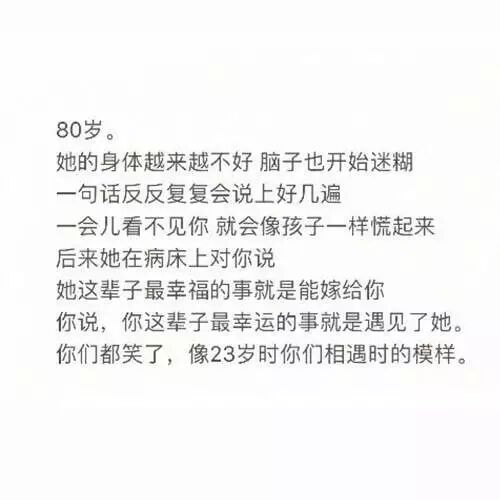 80岁。
她的身体越来越不好 脑子也开始迷糊
一句话反反复复会说上好几遍
一会儿看不见你 就会像孩子一样慌起来
后来她在病床上对你说
她这辈子最幸福的事就是能嫁给你
你说，你这辈子最幸运的事就是遇见了她。
你们都笑了，像23岁时你们相遇时的模样。